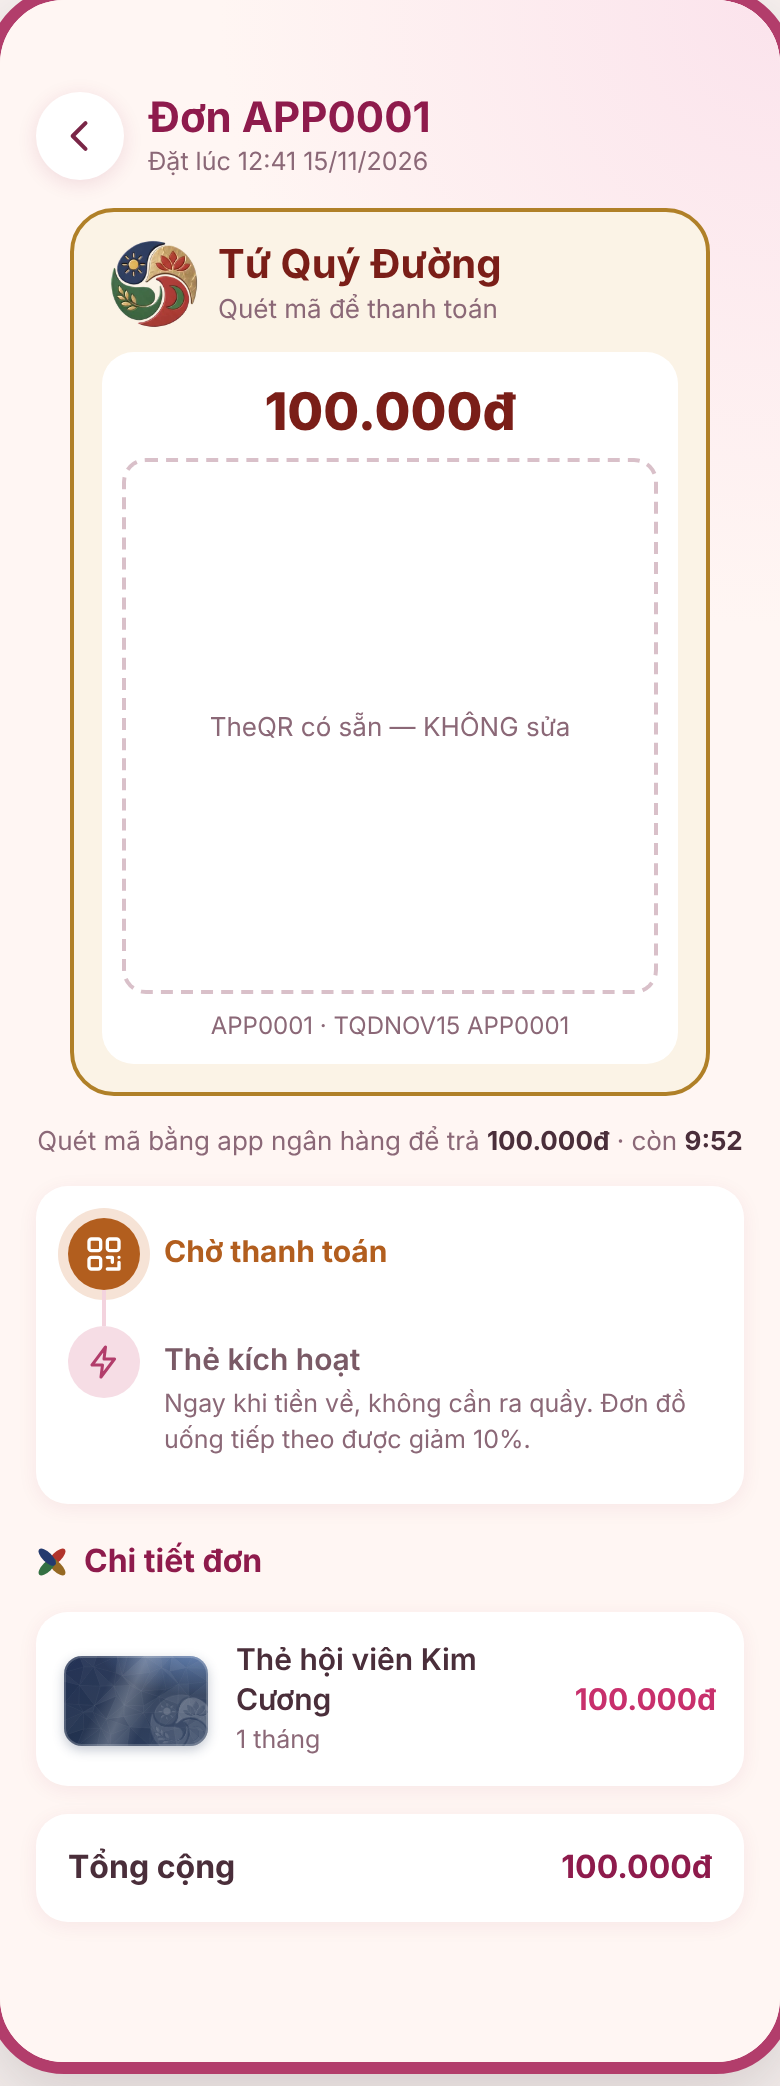 Đơn APP0001
Đặt lúc 12:41 15/11/2026
Tứ Quý Đường
Quét mã để thanh toán
100.000đ
TheQR có sẵn — KHÔNG sửa
APP0001 · TQDNOV15 APP0001
Quét mã bằng app ngân hàng để trả 100.000đ · còn 9:52
Chờ thanh toán
Thẻ kích hoạt
Ngay khi tiền về, không cần ra quầy. Đơn đồ
uống tiếp theo được giảm 10%.
Chi tiết đơn
Thẻ hội viên Kim
Cương
100.000đ
1 tháng
Tổng cộng 100.000đ